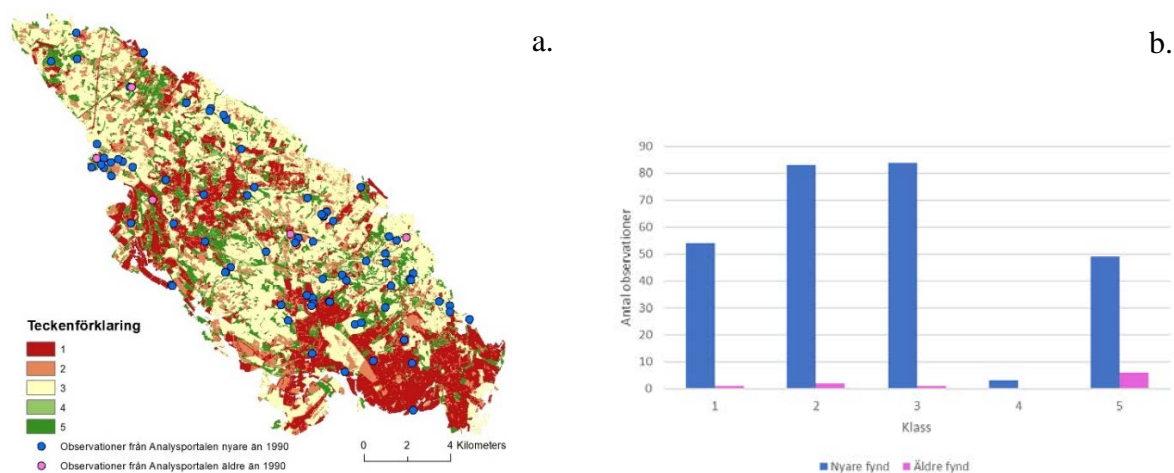 a.
b.
Teckenförklaring
1
2
3
4
5
Observationer från Analysportalen nyare än 1990
Observationer från Analysportalen äldre än 1990
0 2 4 Kilometers
Antal observationer
90
80
70
60
50
40
30
20
10
0
1 2 3 4 5
Klass
Nyare fynd Äldre fynd